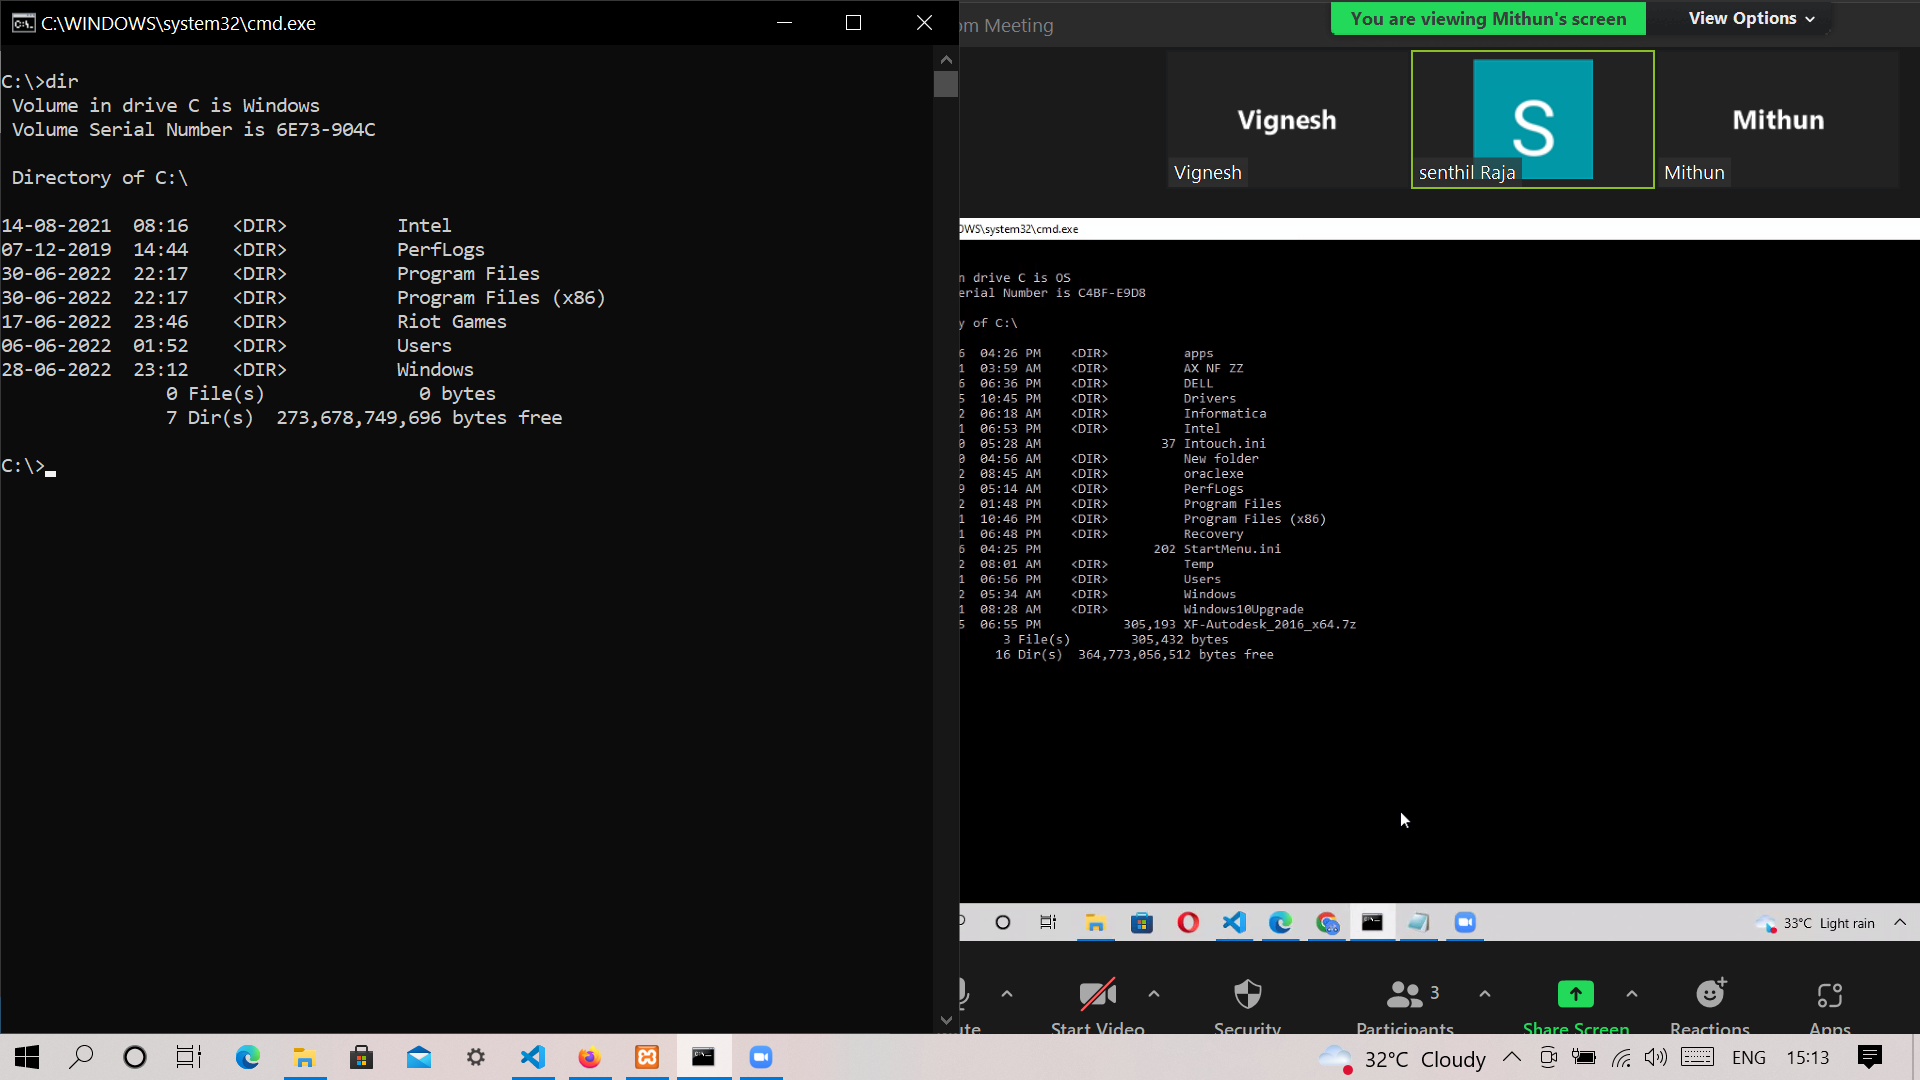 C:\WINDOWS\system32\cmd.exe
C:\>dir
Volume in drive C is Windows
Volume Serial Number is 6E73-904C
Directory of C:\
14-08-2021 08:16 <DIR> Intel
07-12-2019 14:44 <DIR> PerfLogs
30-06-2022 22:17 <DIR> Program Files
30-06-2022 22:17 <DIR> Program Files (x86)
17-06-2022 23:46 <DIR> Riot Games
06-06-2022 01:52 <DIR> Users
28-06-2022 23:12 <DIR> Windows
0 File(s) 0 bytes
7 Dir(s) 273,678,749,696 bytes free
C:\>
om Meeting
You are viewing Mithun's screen
View Options
Vignesh
Vignesh
S
senthil Raja
Mithun
Mithun
OWS\system32\cmd.exe
n drive C is OS
erial Number is C4BF-E9D8
y of C:\
6 04:26 PM <DIR> apps
1 03:59 AM <DIR> AX NF ZZ
6 06:36 PM <DIR> DELL
5 10:45 PM <DIR> Drivers
2 06:18 AM <DIR> Informatica
1 06:53 PM <DIR> Intel
0 05:28 AM 37 Intouch.ini
0 04:56 AM <DIR> New folder
2 08:45 AM <DIR> oraclexe
9 05:14 AM <DIR> PerfLogs
2 01:48 PM <DIR> Program Files
1 10:46 PM <DIR> Program Files (x86)
1 06:48 PM <DIR> Recovery
6 04:25 PM 202 StartMenu.ini
2 08:01 AM <DIR> Temp
1 06:56 PM <DIR> Users
2 05:34 AM <DIR> Windows
1 08:28 AM <DIR> Windows10Upgrade
5 06:55 PM 305,193 XF-Autodesk_2016_x64.7z
3 File(s) 305,432 bytes
16 Dir(s) 364,773,056,512 bytes free
33°C Light rain
3
ute
Start Video
Security
Participants
Share Screen
Reactions
Apps
32°C Cloudy
ENG
15:13